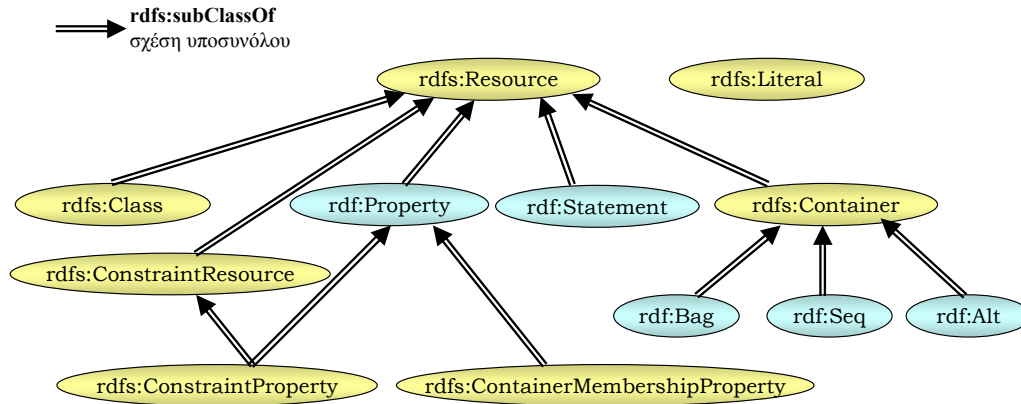 rdfs:subClassOf
σχέση υποσυνόλου
rdfs:Resource
rdfs:Literal
rdfs:Class
rdf:Property
rdf:Statement
rdfs:Container
rdfs:ConstraintResource
rdf:Bag
rdf:Seq
rdf:Alt
rdfs:ConstraintProperty
rdfs:ContainerMembershipProperty